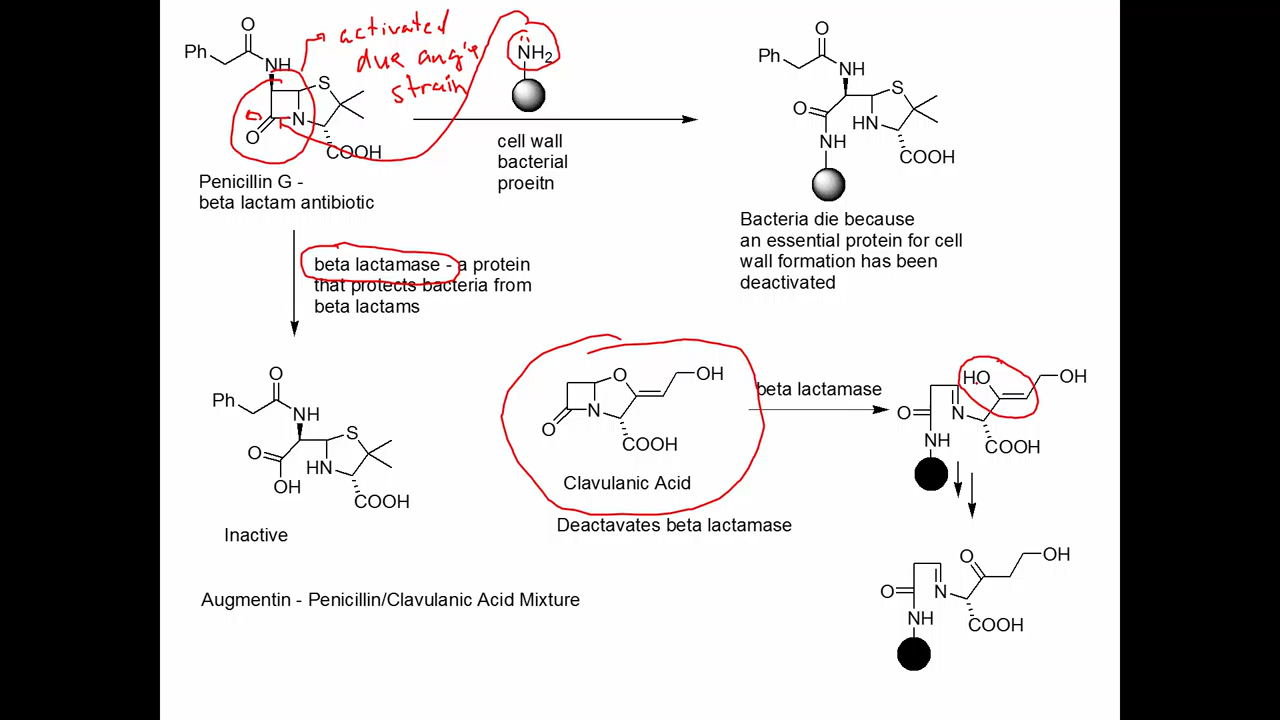 O
Ph
NH
S
N
O
COOH
activated
due angle
strain
NH2
cell wall
bacterial
proeitn
O
Ph
NH
O
S
HN
NH
COOH
Penicillin G -
beta lactam antibiotic
Bacteria die because
an essential protein for cell
wall formation has been
deactivated
beta lactamase - a protein
that protects bacteria from
beta lactams
O
Ph
NH
O
S
HN
OH
COOH
Inactive
O
OH
N
O
COOH
Clavulanic Acid
Deactavates beta lactamase
beta lactamase
HO
OH
O
N
NH
COOH
O
OH
O
N
NH
COOH
Augmentin - Penicillin/Clavulanic Acid Mixture